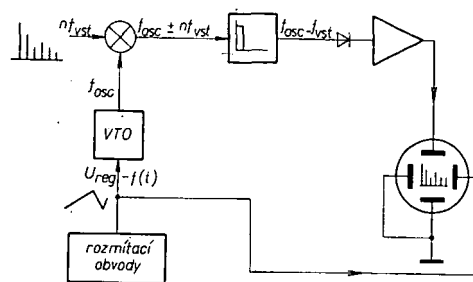 nf_vst
f_osc ± nf_vst
f_osc-f_vst
f_osc
VTO
U_reg-f(t)
rozmítací
obvody